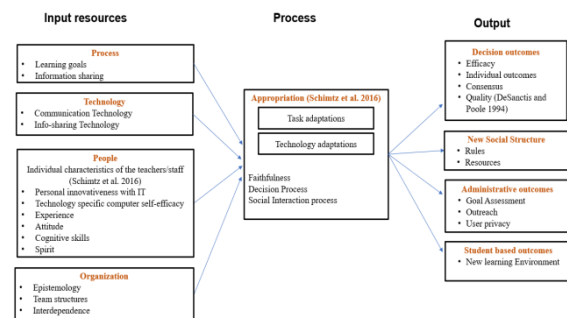 Input resources
Process
Output
Process
• Learning goals
• Information sharing
Technology
• Communication Technology
• Info-sharing Technology
People
Individual characteristics of the teachers/staff
(Schimtz et al. 2016)
• Personal innovativeness with IT
• Technology specific computer self-efficacy
• Experience
• Attitude
• Cognitive skills
• Spirit
Organization
• Epistemology
• Team structures
• Interdependence
Appropriation (Schimtz et al. 2016)
Task adaptations
Technology adaptations
Faithfulness
Decision Process
Social Interaction process
Decision outcomes
• Efficacy
• Individual outcomes
• Consensus
• Quality (DeSanctis and
Poole 1994)
New Social Structure
• Rules
• Resources
Administrative outcomes
• Goal Assessment
• Outreach
• User privacy
Student based outcomes
• New learning Environment